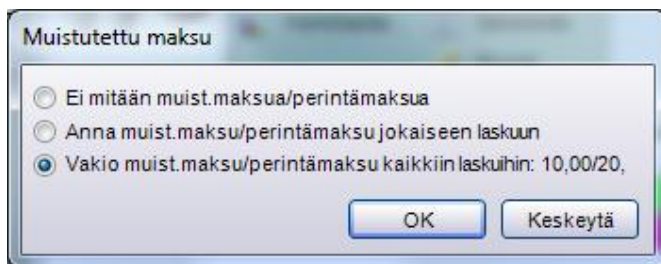 Muistutettu maksu
Ei mitään muist.maksua/perintämaksua
Anna muist.maksu/perintämaksu jokaiseen laskuun
Vakio muist.maksu/perintämaksu kaikkiin laskuihin: 10,00/20,
OK Keskeytä